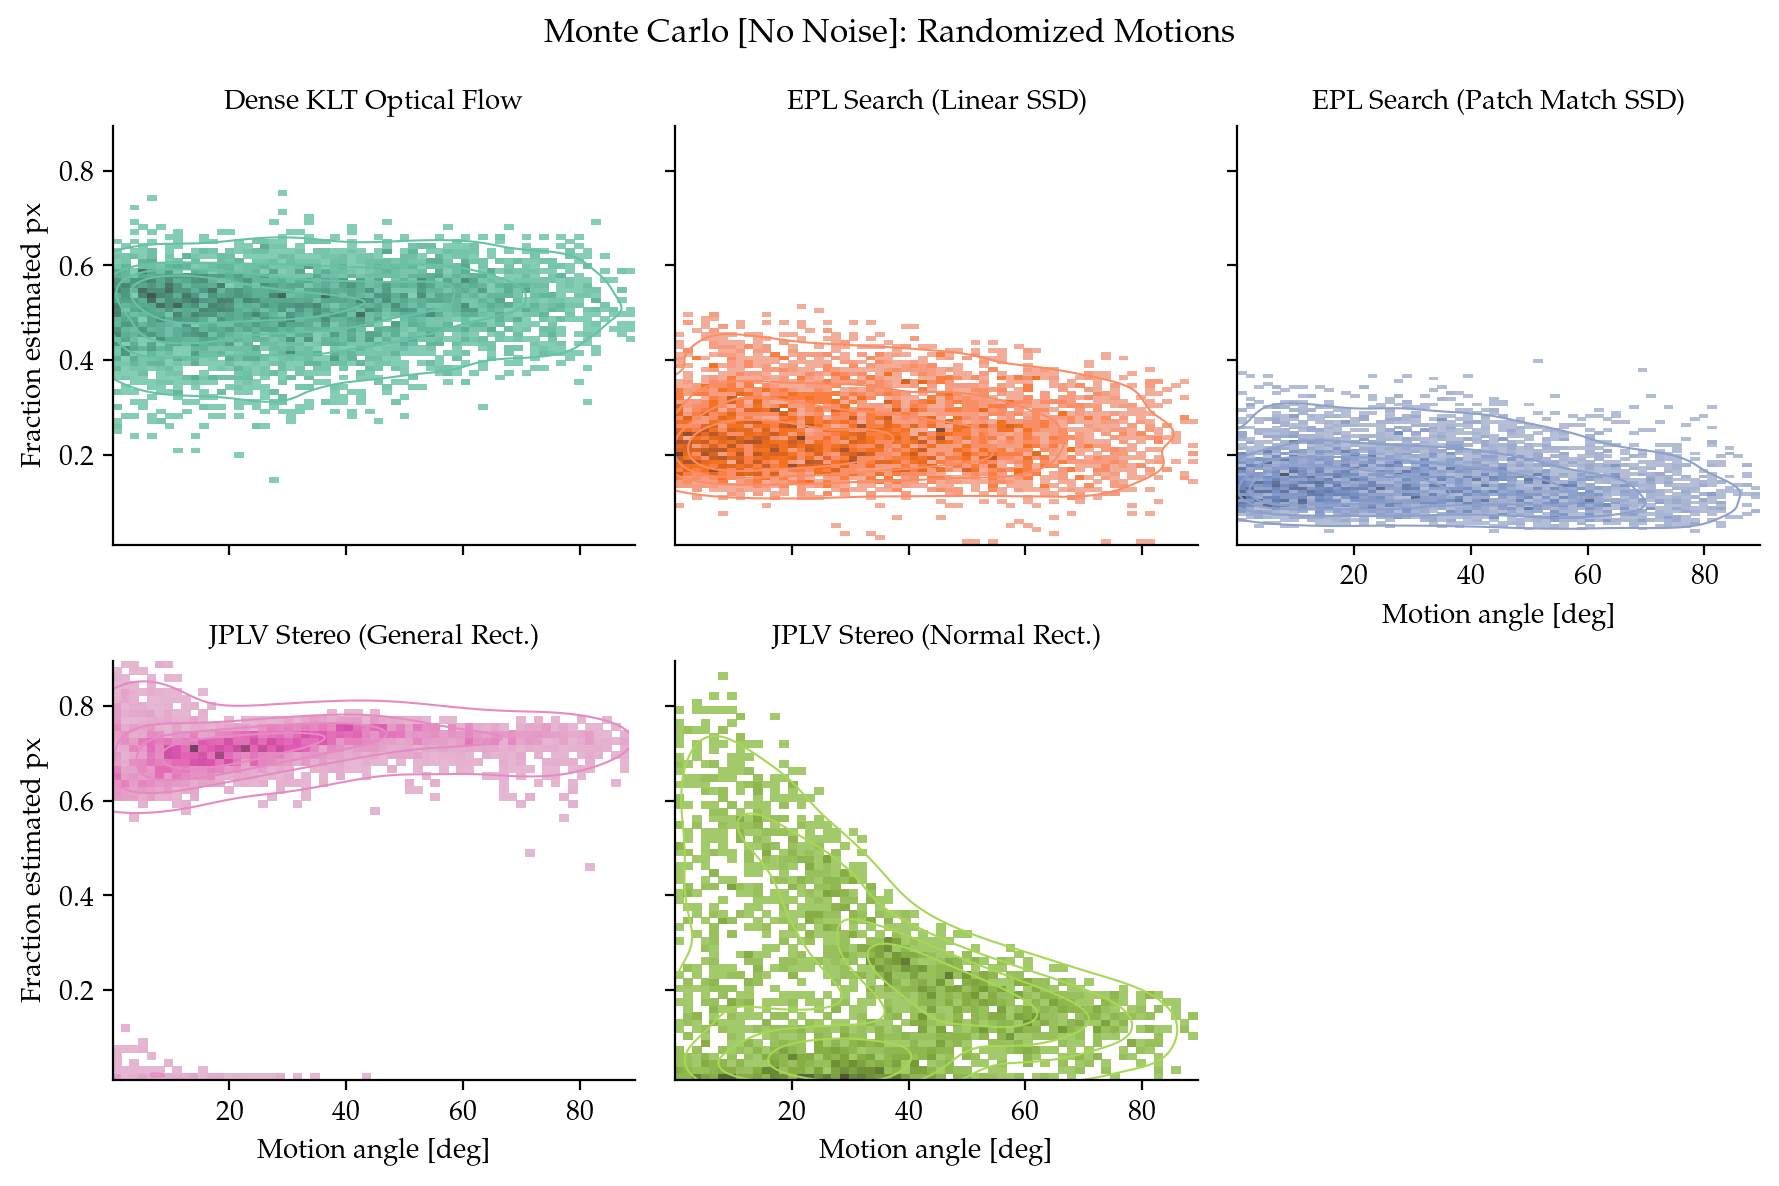 Monte Carlo [No Noise]: Randomized Motions
Dense KLT Optical Flow
EPL Search (Linear SSD)
EPL Search (Patch Match SSD)
Fraction estimated px
0.8
0.6
0.4
0.2
20 40 60 80
Motion angle [deg]
JPLV Stereo (General Rect.)
JPLV Stereo (Normal Rect.)
Fraction estimated px
0.8
0.6
0.4
0.2
20 40 60 80
20 40 60 80
Motion angle [deg]
Motion angle [deg]